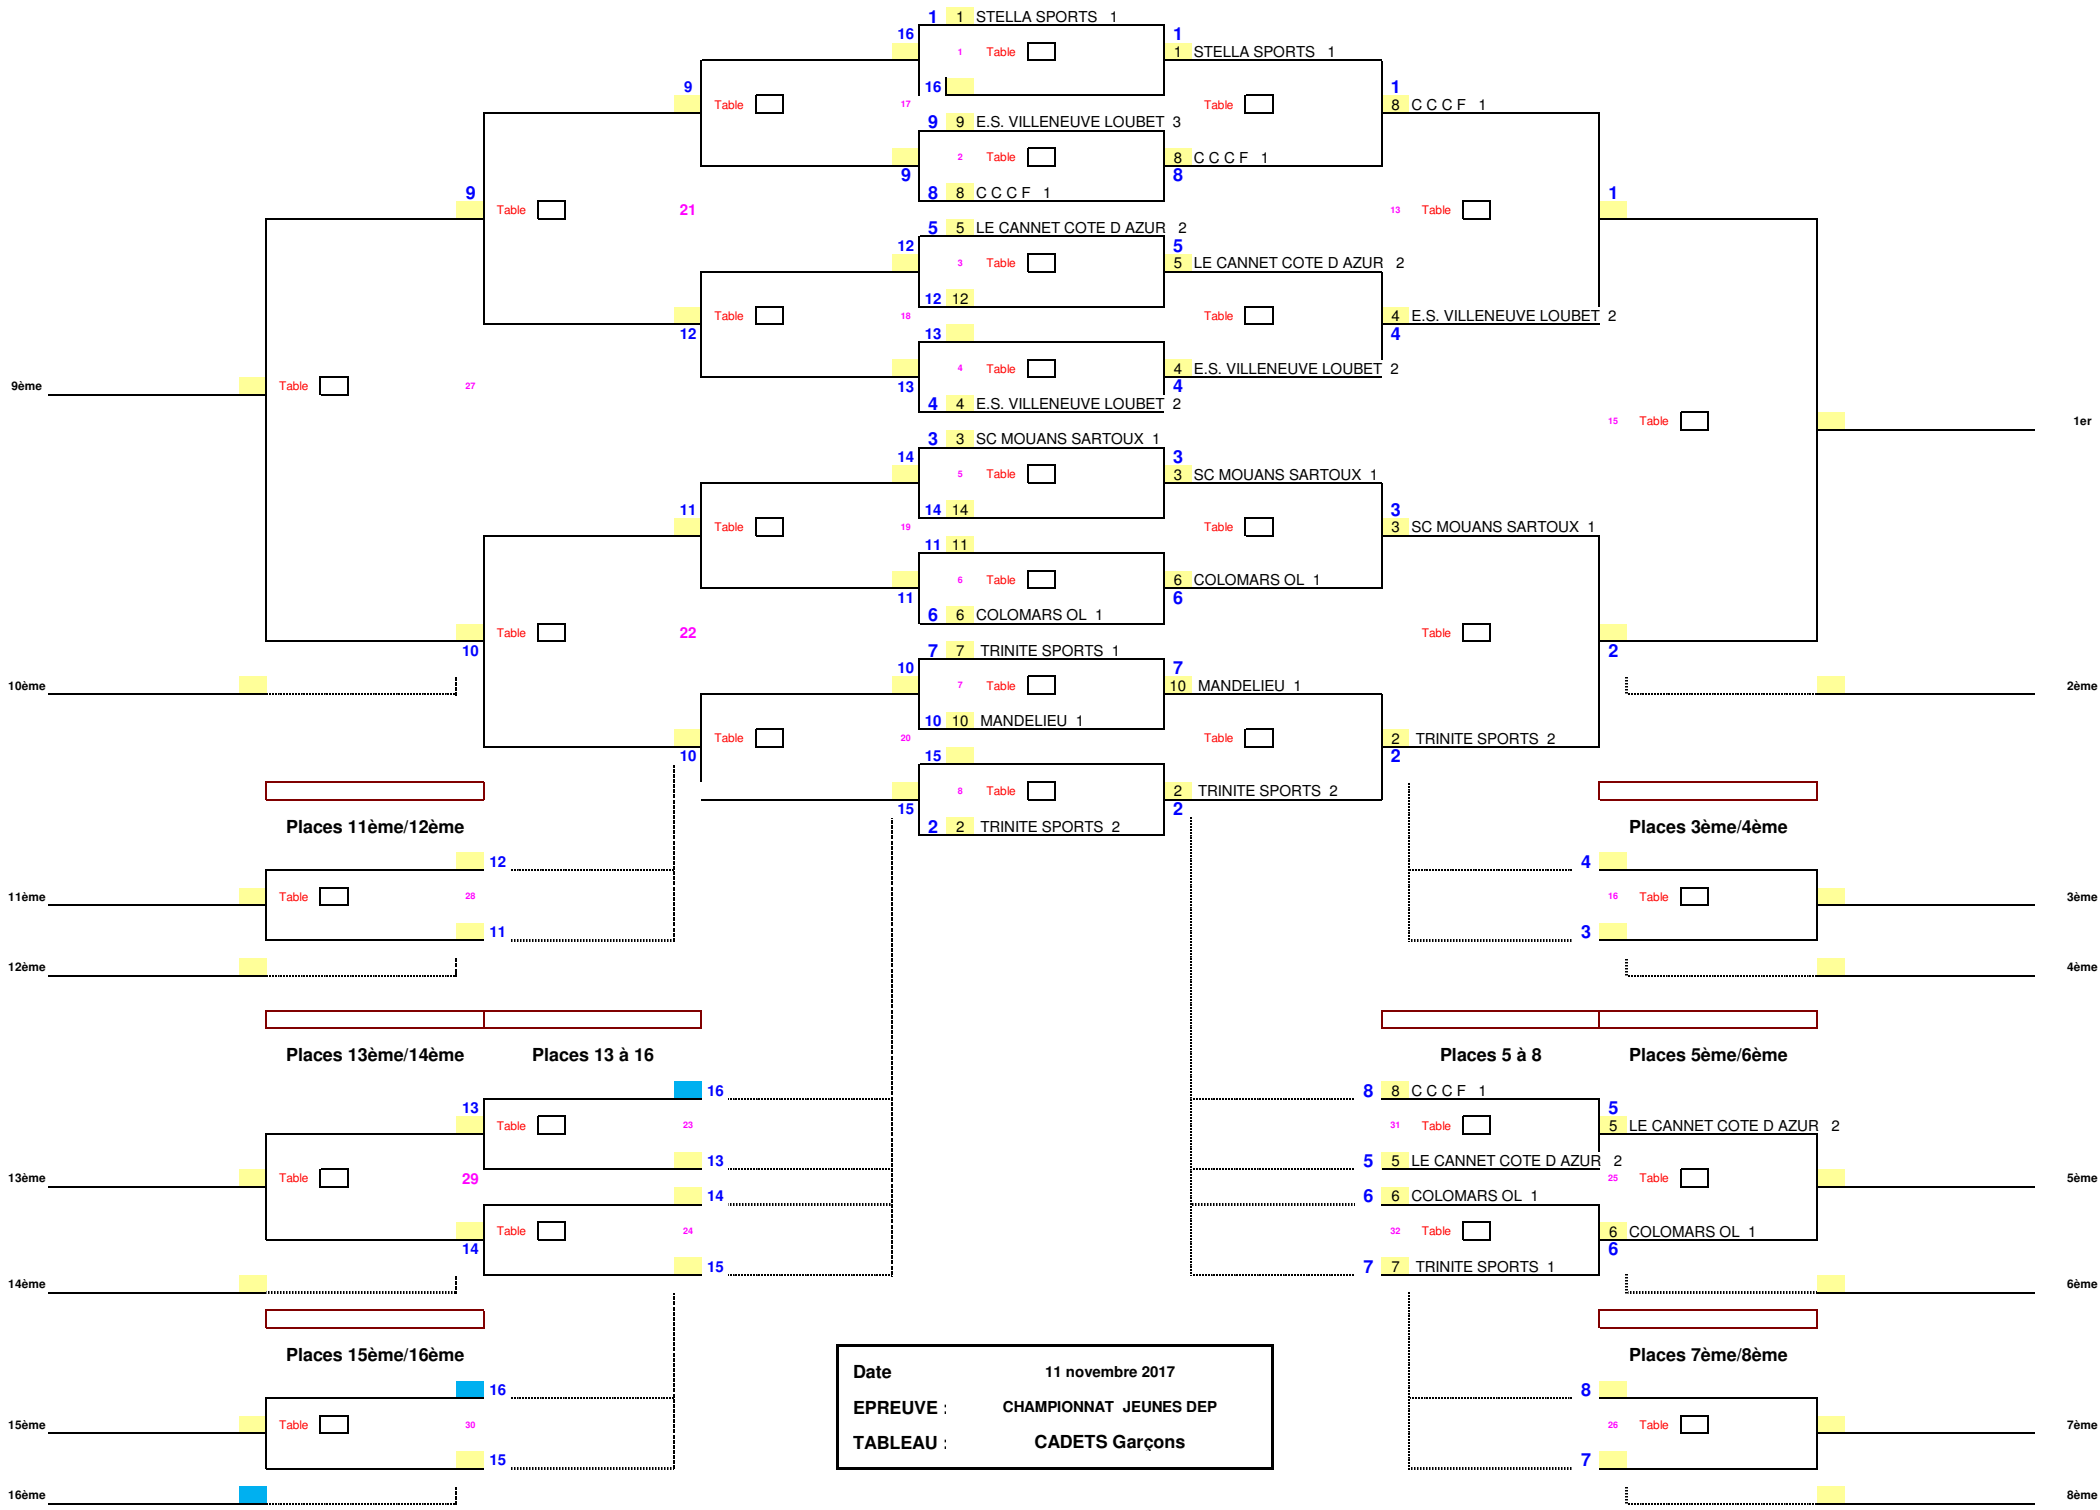 1 1 STELLA SPORTS 1
16 1
1 Table 1 STELLA SPORTS 1
9 16 1
Table 17 Table 8 C C C F 1
9 9 E.S. VILLENEUVE LOUBET 3
2 Table 8 C C C F 1
9 8
9 8 8 C C C F 1 1
Table 21 13 Table
5 5 LE CANNET COTE D AZUR 2
12 5
3 Table 5 LE CANNET COTE D AZUR 2
12 12
Table 18 Table 4 E.S. VILLENEUVE LOUBET 2
12 13 4
4 Table 4 E.S. VILLENEUVE LOUBET 2
9ème Table 27 13 4
4 4 E.S. VILLENEUVE LOUBET 2
15 Table 1er
3 3 SC MOUANS SARTOUX 1
14 3
5 Table 3 SC MOUANS SARTOUX 1
11 14 14 3
Table 19 Table 3 SC MOUANS SARTOUX 1
11 11
6 Table 6 COLOMARS OL 1
11 6
6 6 COLOMARS OL 1
Table 22 Table
10 7 7 TRINITE SPORTS 1 2
10 7
10ème 7 Table 10 MANDELIEU 1 2ème
10 10 MANDELIEU 1
Table 20 Table 2 TRINITE SPORTS 2
10 15 2
8 Table 2 TRINITE SPORTS 2
15 2
Places 11ème/12ème 2 2 TRINITE SPORTS 2 Places 3ème/4ème
12 4
11ème Table 28 16 Table 3ème
11 3
12ème 4ème
Places 13ème/14ème Places 13 à 16 Places 5 à 8 Places 5ème/6ème
16 8 8 C C C F 1
13 5
Table 23 31 Table 5 LE CANNET COTE D AZUR 2
13 5 5 LE CANNET COTE D AZUR 2
13ème Table 29 25 Table 5ème
14 6 6 COLOMARS OL 1
Table 24 32 Table 6 COLOMARS OL 1
14 6
15 7 7 TRINITE SPORTS 1
14ème 6ème
Places 15ème/16ème Places 7ème/8ème
Date 11 novembre 2017
16 8
EPREUVE : CHAMPIONNAT JEUNES DEP
15ème Table 30 26 Table 7ème
TABLEAU : CADETS Garçons
15 7
16ème 8ème